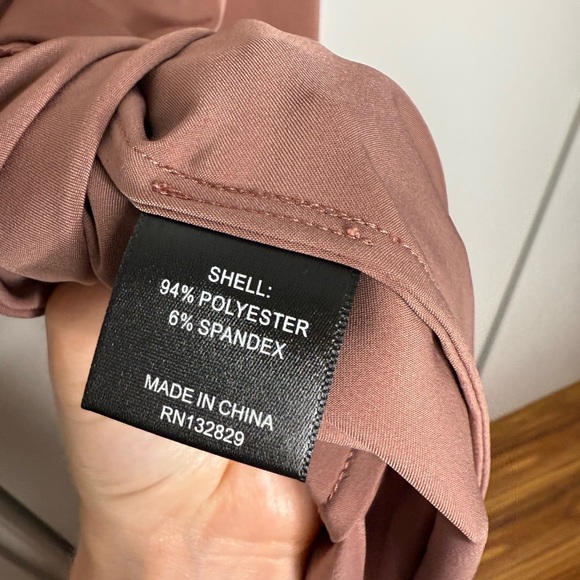 SHELL:
94% POLYESTER
6% SPANDEX
MADE IN CHINA
RN132829